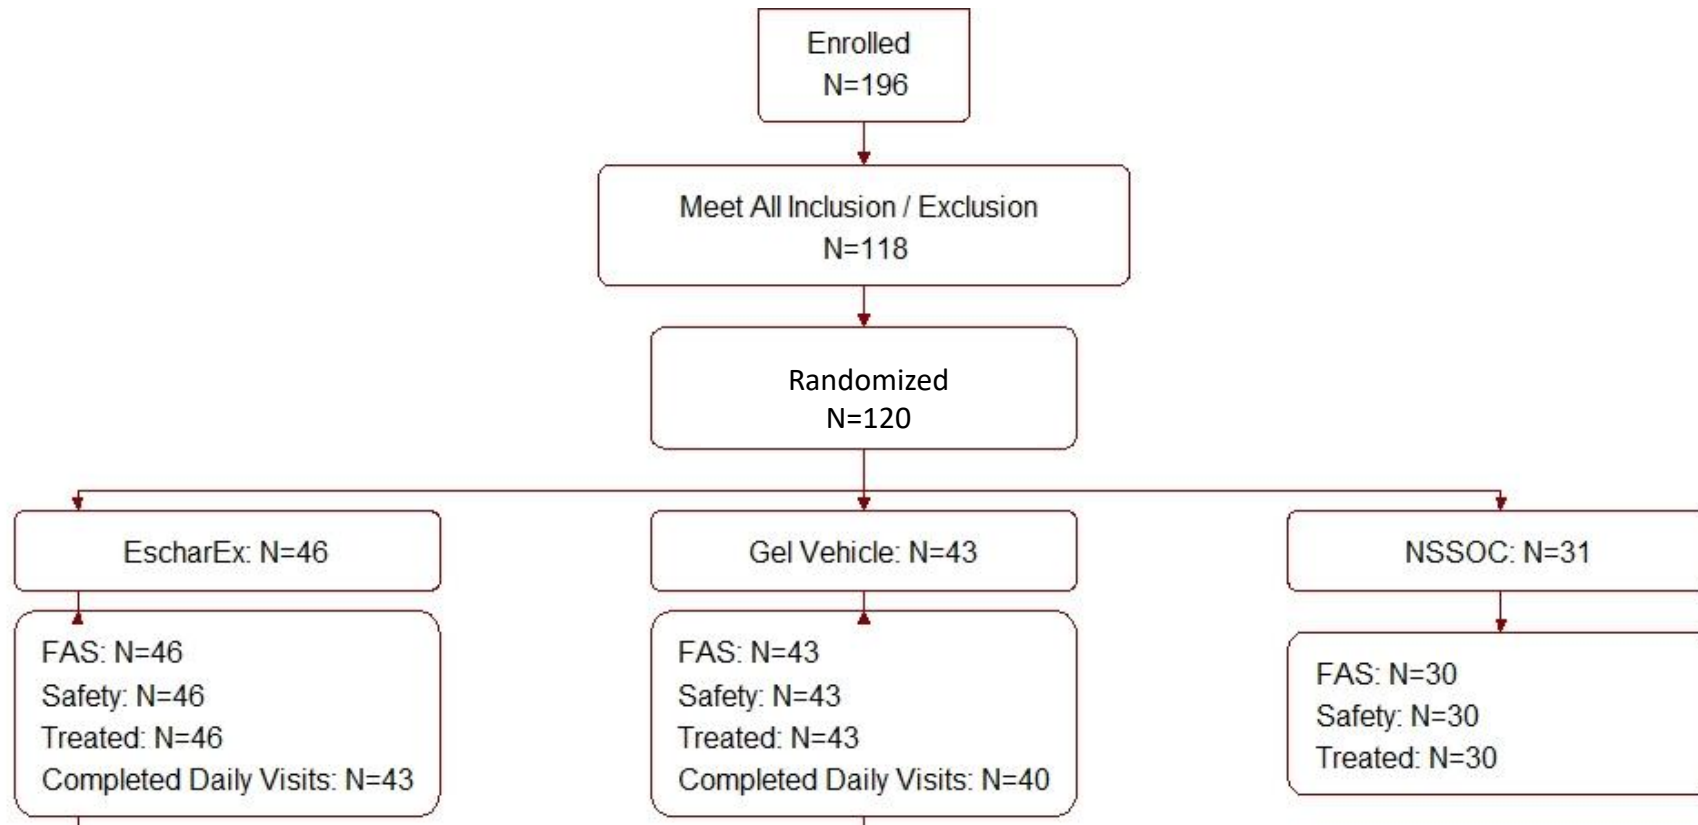 Enrolled
N=196
Meet All Inclusion / Exclusion
N=118
Randomized
N=120
EscharEx: N=46
Gel Vehicle: N=43
NSSOC: N=31
FAS: N=46
Safety: N=46
Treated: N=46
Completed Daily Visits: N=43
FAS: N=43
Safety: N=43
Treated: N=43
Completed Daily Visits: N=40
FAS: N=30
Safety: N=30
Treated: N=30